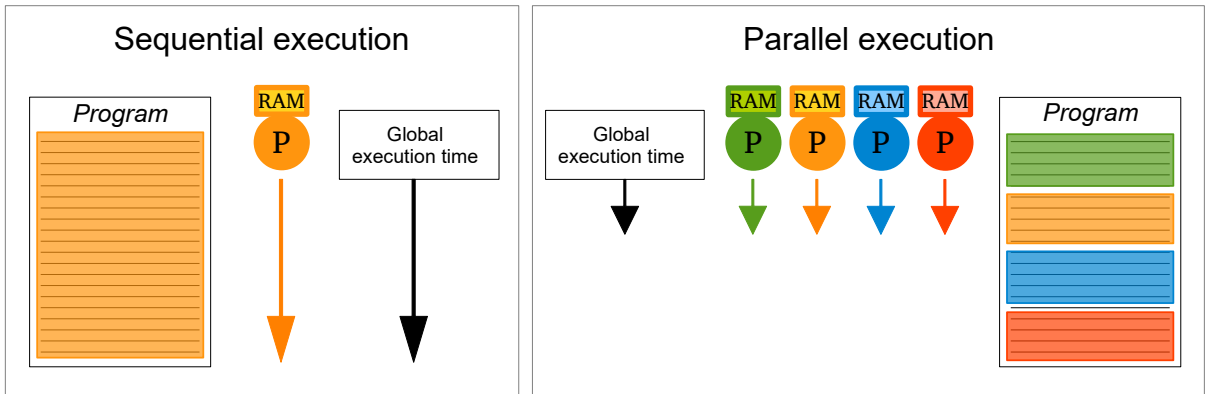 Sequential execution
Program
RAM
P
Global
execution time
Parallel execution
Global
execution time
RAM RAM RAM RAM
P P P P
Program